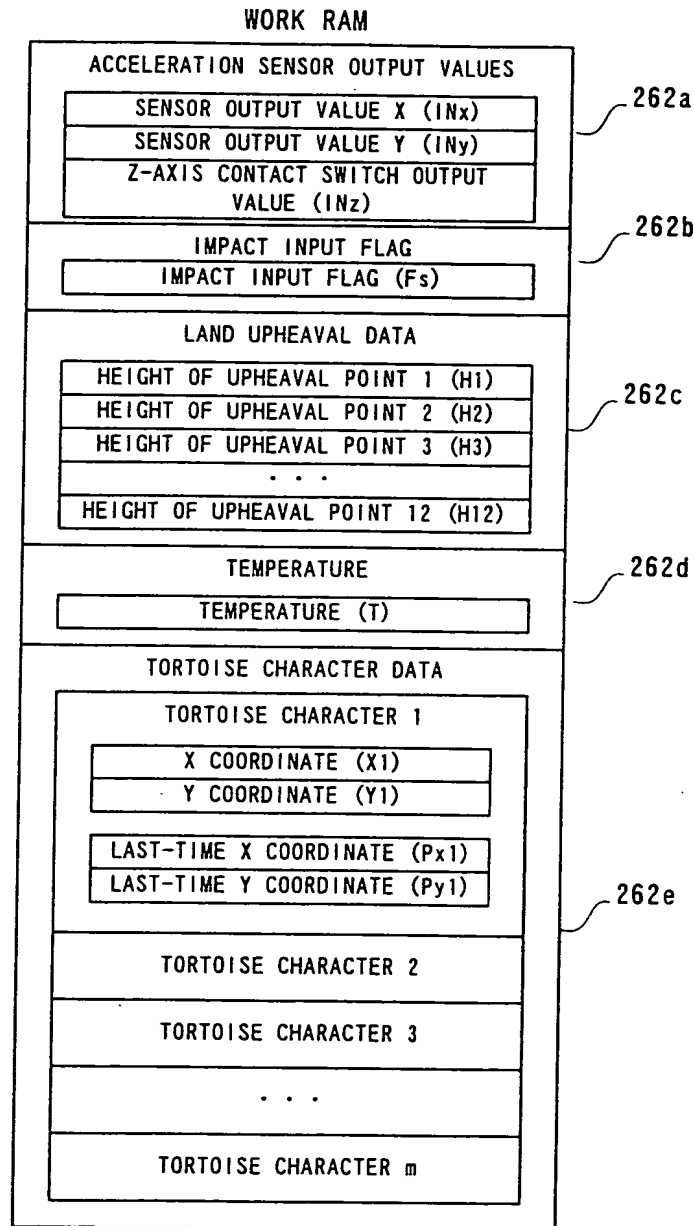 WORK RAM
ACCELERATION SENSOR OUTPUT VALUES
SENSOR OUTPUT VALUE X (INx)
SENSOR OUTPUT VALUE Y (INy)
Z-AXIS CONTACT SWITCH OUTPUT
VALUE (INz)
262a
IMPACT INPUT FLAG
IMPACT INPUT FLAG (Fs)
262b
LAND UPHEAVAL DATA
HEIGHT OF UPHEAVAL POINT 1 (H1)
HEIGHT OF UPHEAVAL POINT 2 (H2)
HEIGHT OF UPHEAVAL POINT 3 (H3)
. . .
HEIGHT OF UPHEAVAL POINT 12 (H12)
262c
TEMPERATURE
TEMPERATURE (T)
262d
TORTOISE CHARACTER DATA
TORTOISE CHARACTER 1
X COORDINATE (X1)
Y COORDINATE (Y1)
LAST-TIME X COORDINATE (Px1)
LAST-TIME Y COORDINATE (Py1)
262e
TORTOISE CHARACTER 2
TORTOISE CHARACTER 3
. . .
TORTOISE CHARACTER m